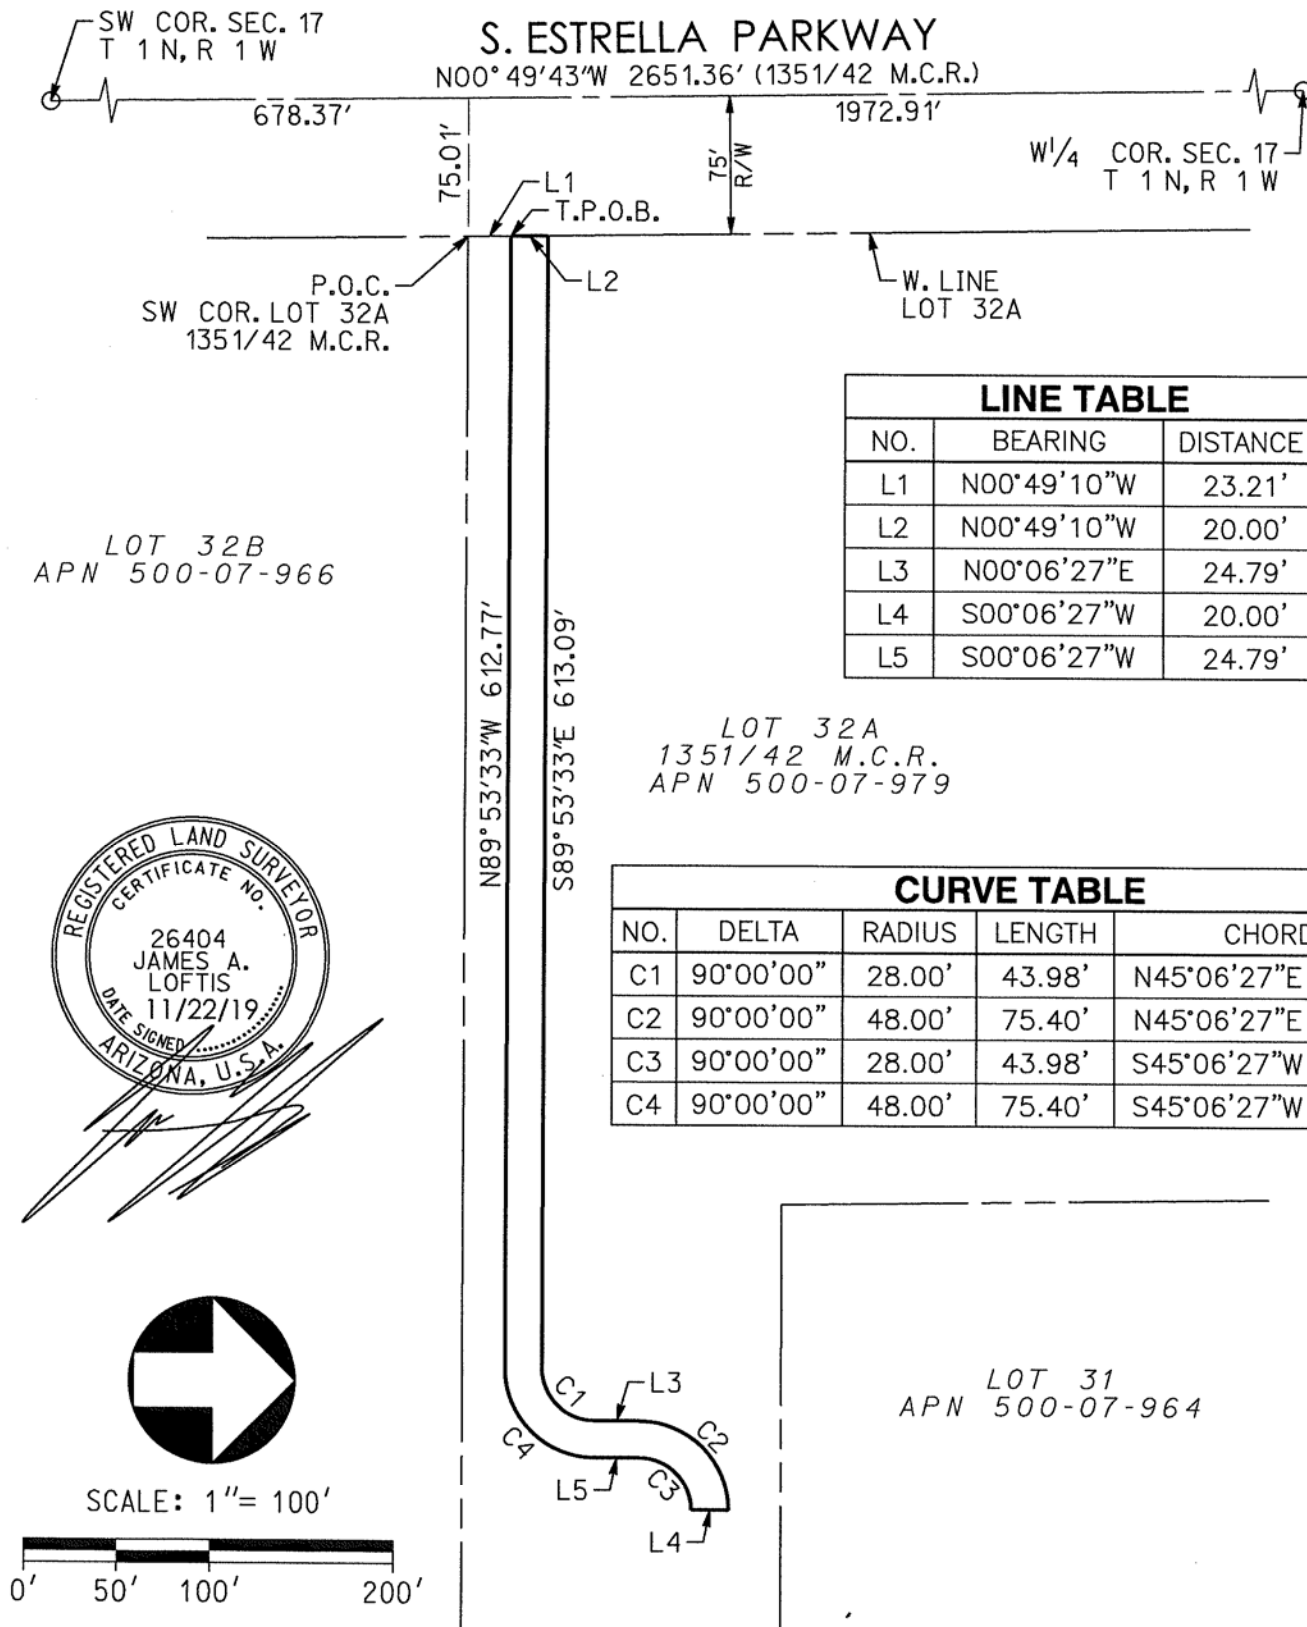 SW COR. SEC. 17
T 1 N, R 1 W
S. ESTRELLA PARKWAY
N00°49'43"W 2651.36' (1351/42 M.C.R.)
678.37'
1972.91'
75.01'
75'
R/W
W1/4 COR. SEC. 17
T 1 N, R 1 W
L1
T.P.O.B.
P.O.C.
SW COR. LOT 32A
1351/42 M.C.R.
L2
W. LINE
LOT 32A
LINE TABLE
NO. BEARING DISTANCE
L1 N00°49'10"W 23.21'
L2 N00°49'10"W 20.00'
L3 N00°06'27"E 24.79'
L4 S00°06'27"W 20.00'
L5 S00°06'27"W 24.79'
LOT 32B
APN 500-07-966
N89°53'33"W 612.77'
S89°53'33"E 613.09'
LOT 32A
1351/42 M.C.R.
APN 500-07-979
REGISTERED LAND SURVEYOR
CERTIFICATE NO.
26404
JAMES A.
LOFTIS
11/22/19
DATE SIGNED
ARIZONA, U.S.A.
CURVE TABLE
NO. DELTA RADIUS LENGTH CHORD
C1 90°00'00" 28.00' 43.98' N45°06'27"E
C2 90°00'00" 48.00' 75.40' N45°06'27"E
C3 90°00'00" 28.00' 43.98' S45°06'27"W
C4 90°00'00" 48.00' 75.40' S45°06'27"W
C1
L3
C2
C4
L5
C3
L4
LOT 31
APN 500-07-964
SCALE: 1"= 100'
0' 50' 100' 200'